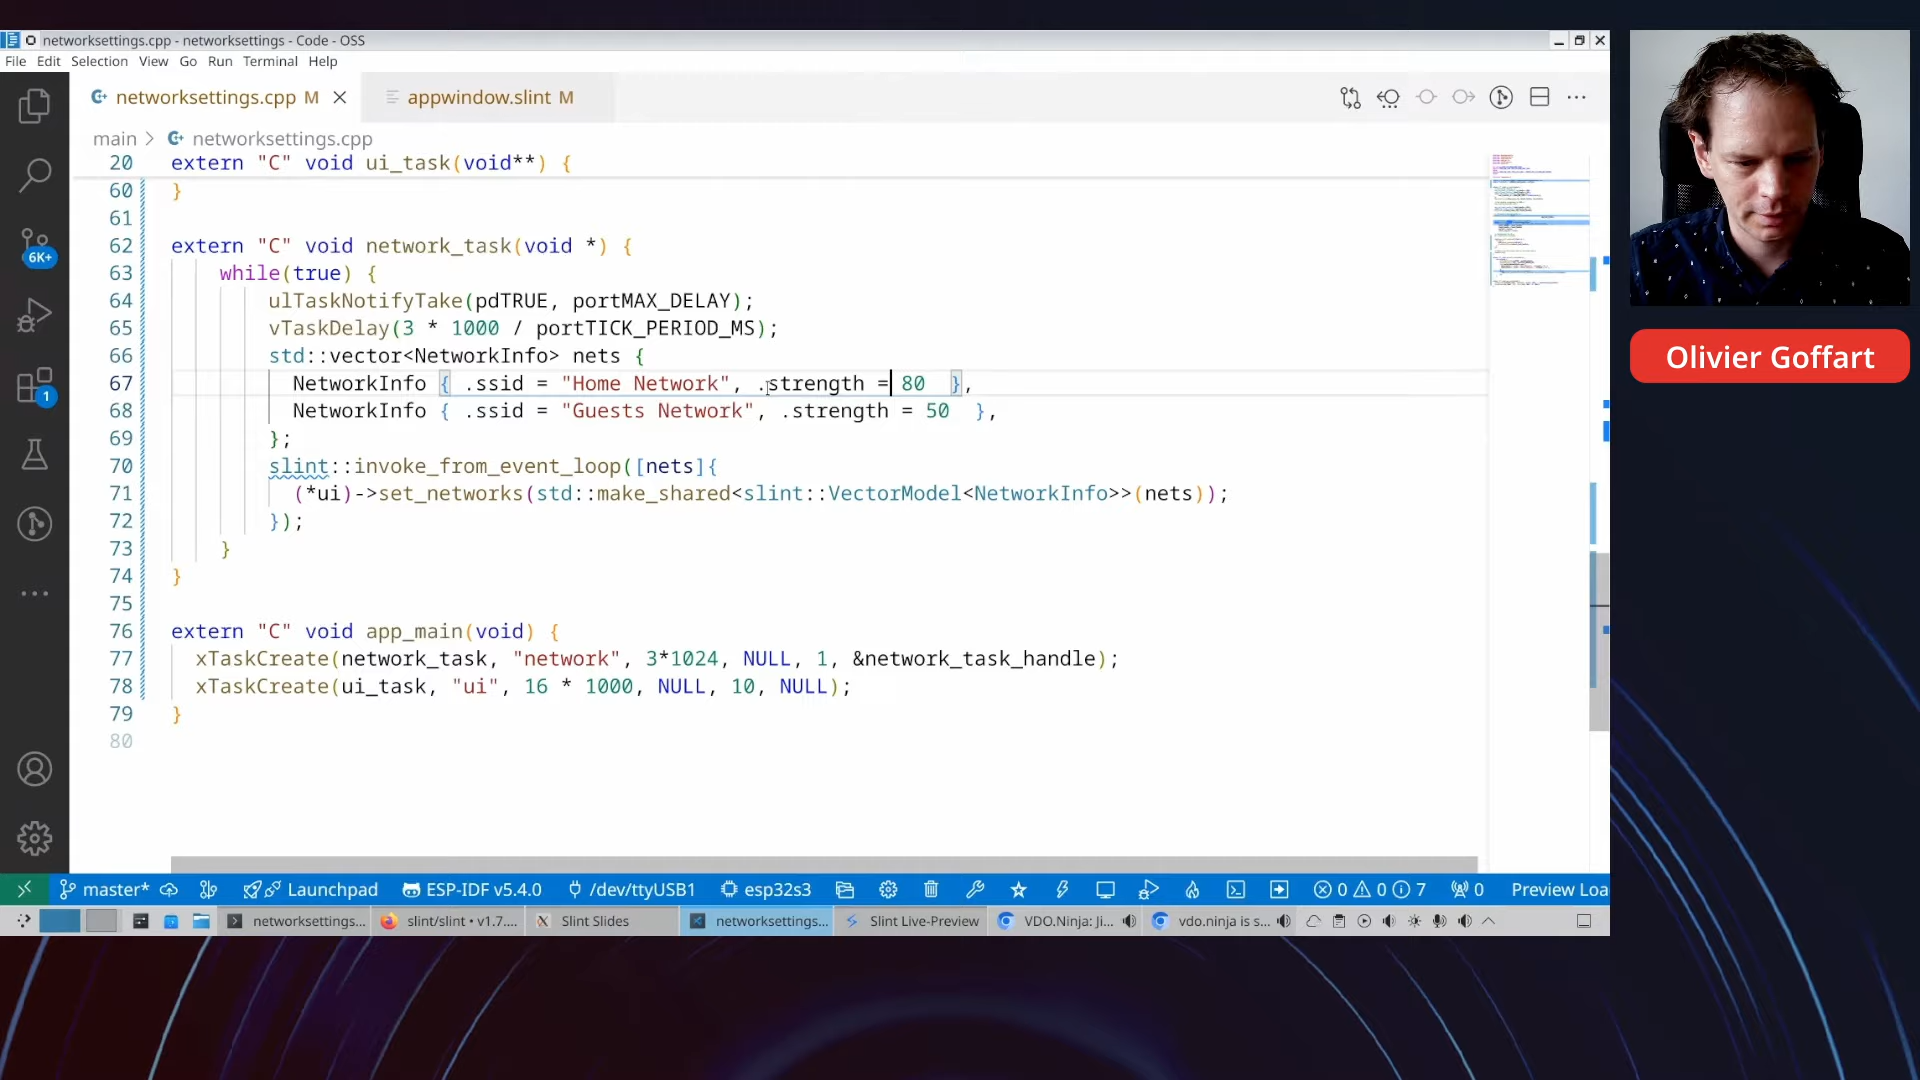 networksettings.cpp - networksettings - Code - OSS
File Edit Selection View Go Run Terminal Help
networksettings.cpp M
appwindow.slint M
main > networksettings.cpp
20 extern "C" void ui_task(void**) {
60 }
61
62 extern "C" void network_task(void *) {
63 while(true) {
64 ulTaskNotifyTake(pdTRUE, portMAX_DELAY);
65 vTaskDelay(3 * 1000 / portTICK_PERIOD_MS);
66 std::vector<NetworkInfo> nets {
67 NetworkInfo { .ssid = "Home Network", .strength = 80 },
68 NetworkInfo { .ssid = "Guests Network", .strength = 50 },
69 };
70 slint::invoke_from_event_loop([nets]{
71 (*ui)->set_networks(std::make_shared<slint::VectorModel<NetworkInfo>>(nets));
72 });
73 }
74 }
75
76 extern "C" void app_main(void) {
77 xTaskCreate(network_task, "network", 3*1024, NULL, 1, &network_task_handle);
78 xTaskCreate(ui_task, "ui", 16 * 1000, NULL, 10, NULL);
79 }
80
6K+
1
master* Launchpad ESP-IDF v5.4.0 /dev/ttyUSB1 esp32s3 0 0 7 0 Preview Loa
networksettings... slint/slint • v1.7.... Slint Slides networksettings... Slint Live-Preview VDO.Ninja: Ji... vdo.ninja is s...
Olivier Goffart